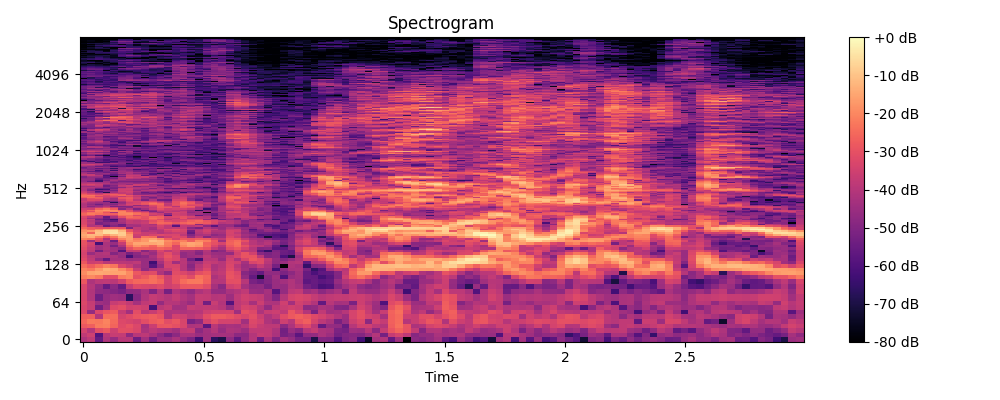 Spectrogram
Hz
4096
2048
1024
512
256
128
64
0
0
0.5
1
1.5
2
2.5
Time
+0 dB
-10 dB
-20 dB
-30 dB
-40 dB
-50 dB
-60 dB
-70 dB
-80 dB